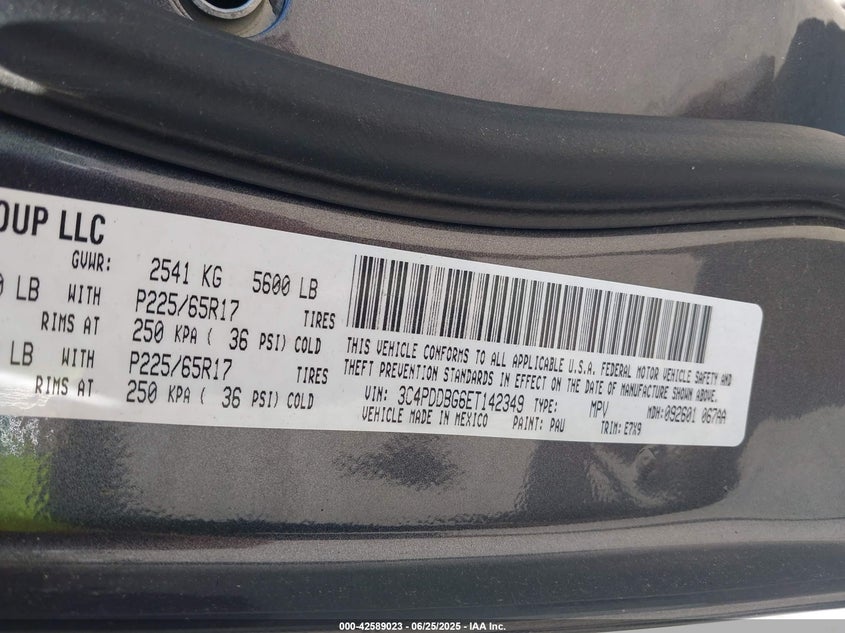 OUP LLC
GVWR: 2541 KG 5600 LB
LB WITH P225/65R17 TIRES
RIMS AT 250 KPA ( 36 PSI) COLD
LB WITH P225/65R17 TIRES
RIMS AT 250 KPA ( 36 PSI) COLD
THIS VEHICLE CONFORMS TO ALL APPLICABLE U.S.A. FEDERAL MOTOR VEHICLE SAFETY AND
THEFT PREVENTION STANDARDS IN EFFECT ON THE DATE OF MANUFACTURE SHOWN ABOVE.
VIN: 3C4PDDBG6ET142349 TYPE: MPV MDH: 092601 067AA
VEHICLE MADE IN MEXICO PAINT: PAU TRIM: E7X9
000-42589023 - 06/25/2025 - IAA Inc.